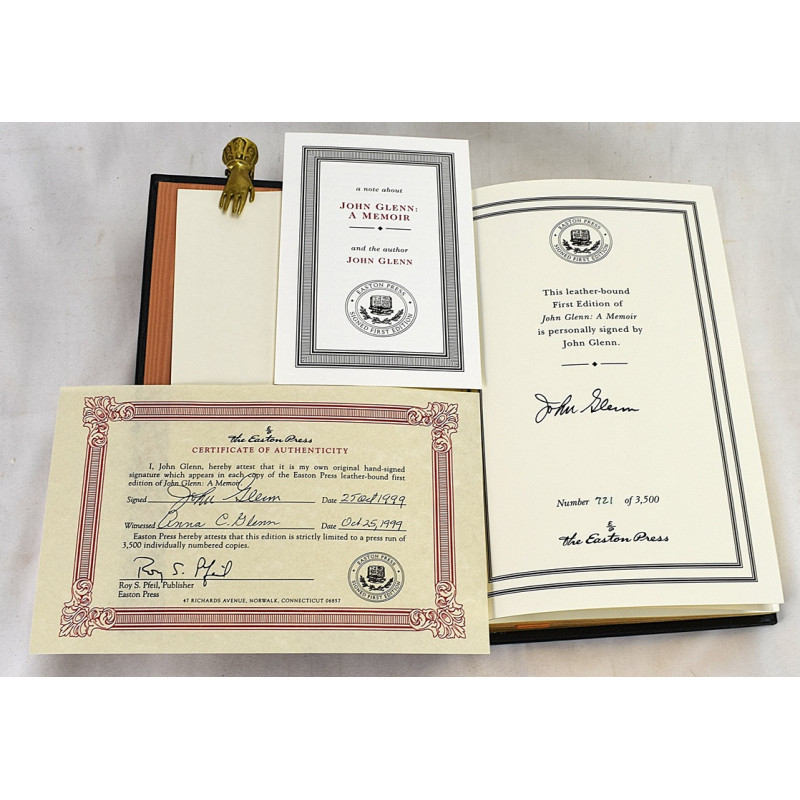 a note about
JOHN GLENN:
A MEMOIR
and the author
JOHN GLENN
EASTON PRESS
SIGNED FIRST EDITION
EASTON PRESS
SIGNED FIRST EDITION
This leather-bound
First Edition of
John Glenn: A Memoir
is personally signed by
John Glenn.
John Glenn
Number 721 of 3,500
The Easton Press
The Easton Press
CERTIFICATE OF AUTHENTICITY
I, John Glenn, hereby attest that it is my own original hand-signed
signature which appears in each copy of the Easton Press leather-bound first
edition of John Glenn: A Memoir.
Signed John Glenn Date 25 Oct 1999
Witnessed Anna C. Glenn Date Oct 25, 1999
Easton Press hereby attests that this edition is strictly limited to a press run of
3,500 individually numbered copies.
Roy S. Pfeil
Roy S. Pfeil, Publisher
Easton Press
47 RICHARDS AVENUE, NORWALK, CONNECTICUT 06857
EASTON PRESS
SIGNED FIRST EDITION